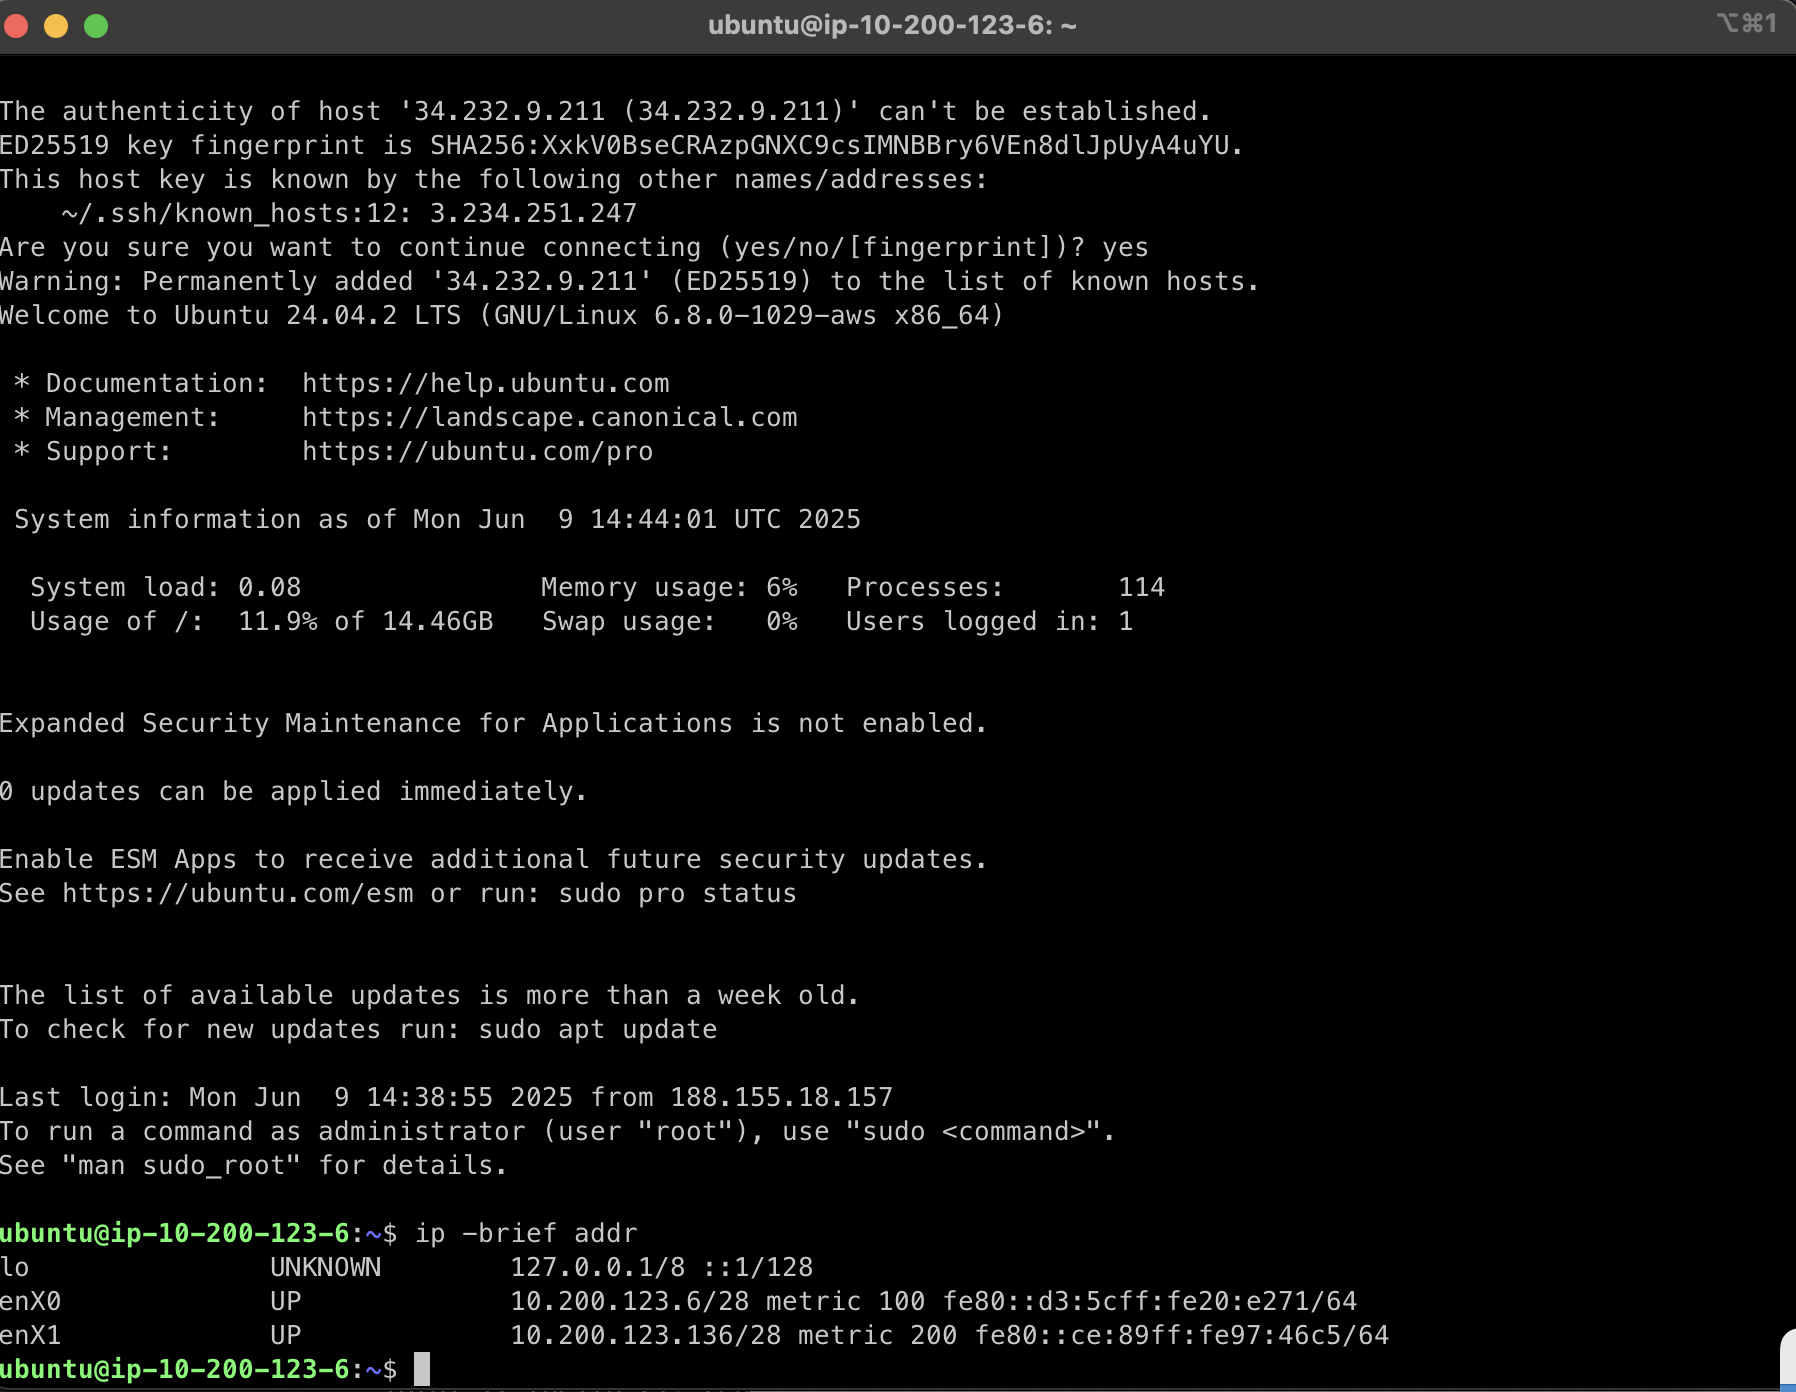 ubuntu@ip-10-200-123-6: ~
⌥⌘1
The authenticity of host '34.232.9.211 (34.232.9.211)' can't be established.
ED25519 key fingerprint is SHA256:XxkV0BseCRAzpGNXC9csIMNBBry6VEn8dlJpUyA4uYU.
This host key is known by the following other names/addresses:
    ~/.ssh/known_hosts:12: 3.234.251.247
Are you sure you want to continue connecting (yes/no/[fingerprint])? yes
Warning: Permanently added '34.232.9.211' (ED25519) to the list of known hosts.
Welcome to Ubuntu 24.04.2 LTS (GNU/Linux 6.8.0-1029-aws x86_64)
 * Documentation:  https://help.ubuntu.com
 * Management:     https://landscape.canonical.com
 * Support:        https://ubuntu.com/pro
 System information as of Mon Jun  9 14:44:01 UTC 2025
  System load: 0.08               Memory usage: 6%   Processes:       114
  Usage of /:  11.9% of 14.46GB   Swap usage:   0%   Users logged in: 1
Expanded Security Maintenance for Applications is not enabled.
0 updates can be applied immediately.
Enable ESM Apps to receive additional future security updates.
See https://ubuntu.com/esm or run: sudo pro status
The list of available updates is more than a week old.
To check for new updates run: sudo apt update
Last login: Mon Jun  9 14:38:55 2025 from 188.155.18.157
To run a command as administrator (user "root"), use "sudo <command>".
See "man sudo_root" for details.
ubuntu@ip-10-200-123-6:~$ ip -brief addr
lo               UNKNOWN        127.0.0.1/8 ::1/128
enX0             UP             10.200.123.6/28 metric 100 fe80::d3:5cff:fe20:e271/64
enX1             UP             10.200.123.136/28 metric 200 fe80::ce:89ff:fe97:46c5/64
ubuntu@ip-10-200-123-6:~$